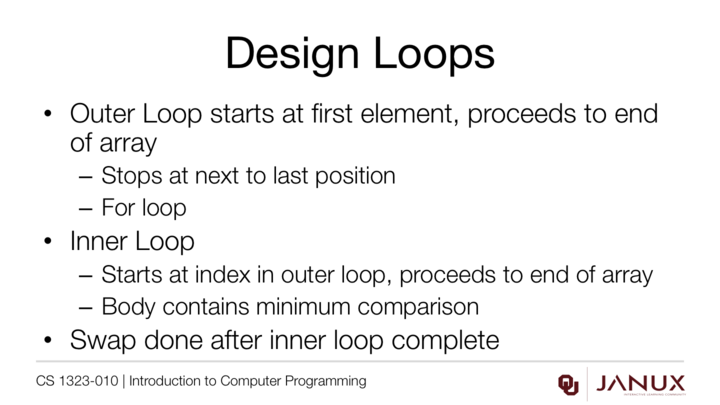 Design Loops
• Outer Loop starts at first element, proceeds to end
of array
– Stops at next to last position
– For loop
• Inner Loop
– Starts at index in outer loop, proceeds to end of array
– Body contains minimum comparison
• Swap done after inner loop complete
CS 1323-010 | Introduction to Computer Programming
JANUX
INTERACTIVE LEARNING COMMUNITY